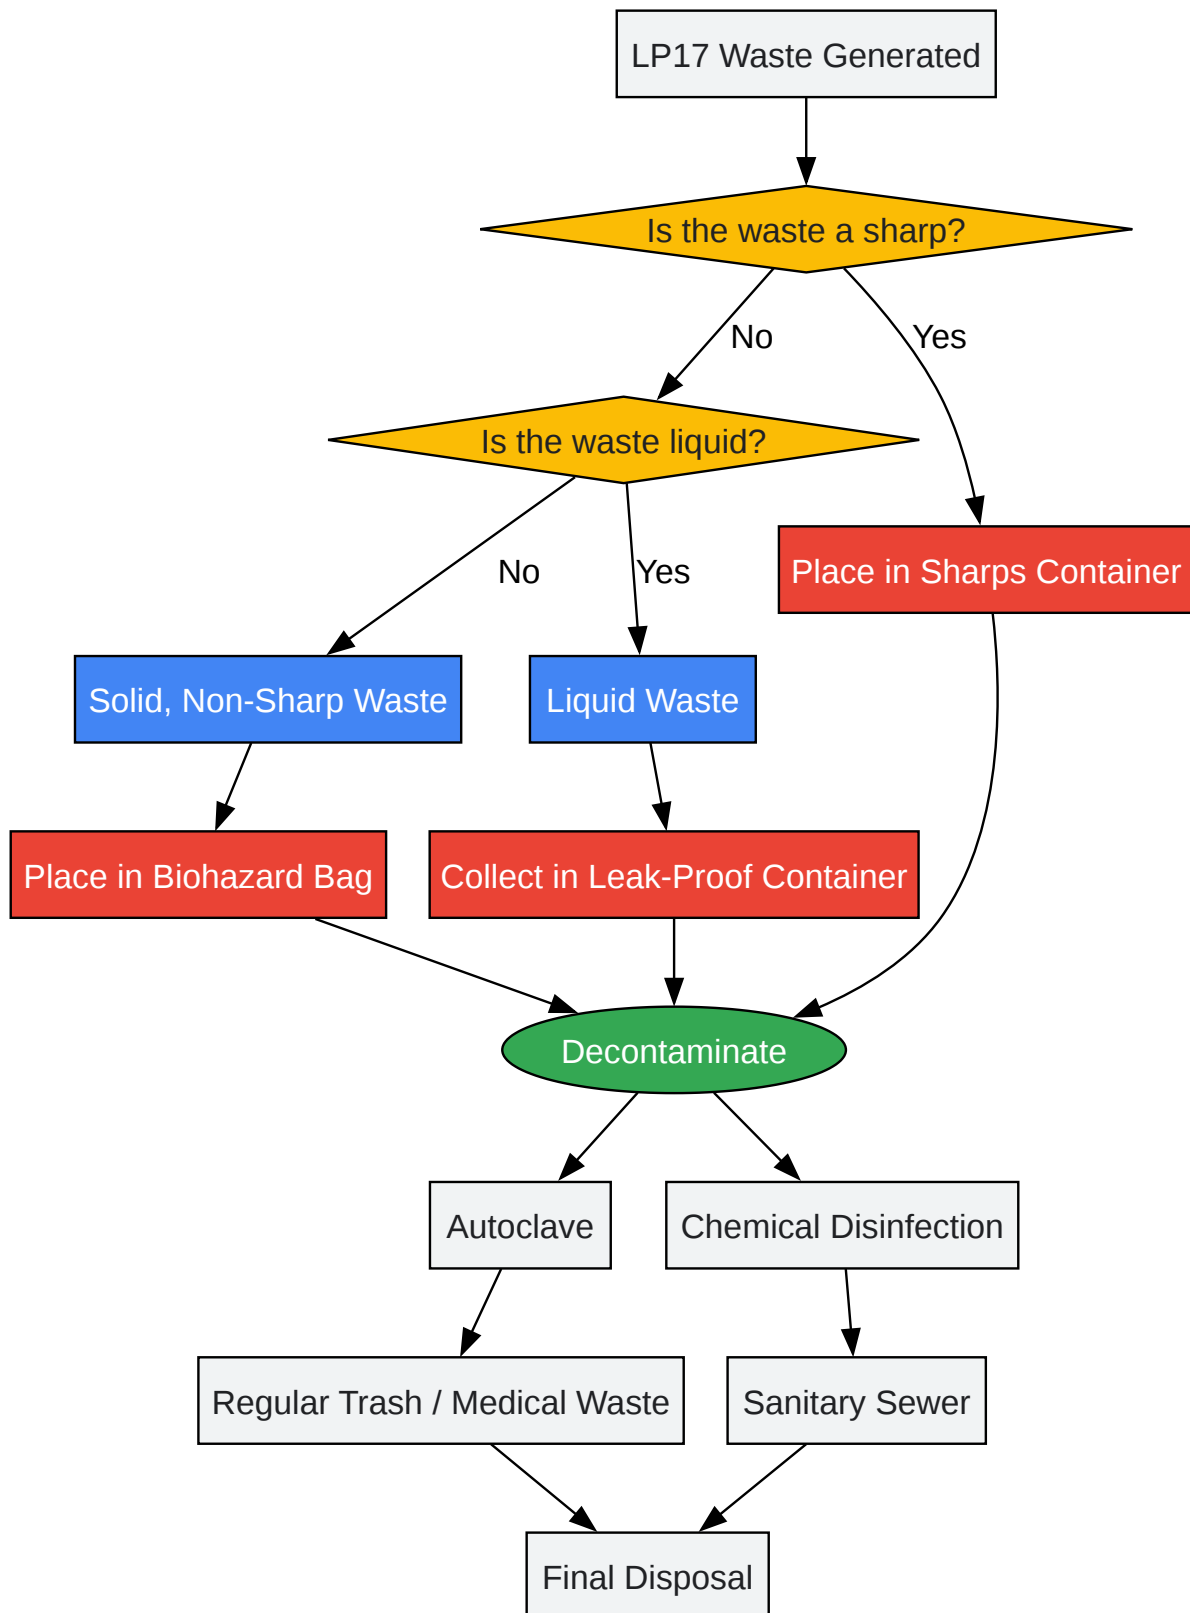 LP17 Waste Generated
Is the waste a sharp?
No
Yes
Is the waste liquid?
No
Yes
Place in Sharps Container
Solid, Non-Sharp Waste
Liquid Waste
Place in Biohazard Bag
Collect in Leak-Proof Container
Decontaminate
Autoclave
Chemical Disinfection
Regular Trash / Medical Waste
Sanitary Sewer
Final Disposal